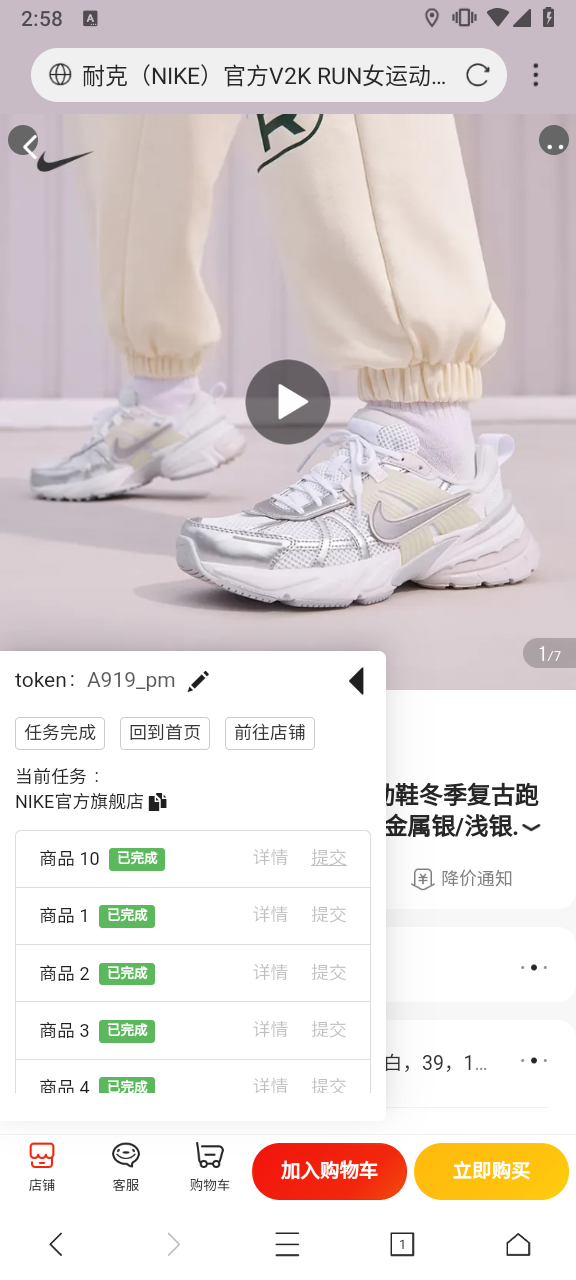 2:58
A
耐克（NIKE）官方V2K RUN女运动...
1/7
token： A919_pm
任务完成 回到首页 前往店铺
当前任务：
NIKE官方旗舰店
动鞋冬季复古跑
金属银/浅银.
降价通知
商品 10 已完成 详情 提交
商品 1 已完成 详情 提交
商品 2 已完成 详情 提交
商品 3 已完成 详情 提交
商品 4 已完成 详情 提交
白，39，1...
店铺 客服 购物车 加入购物车 立即购买
1